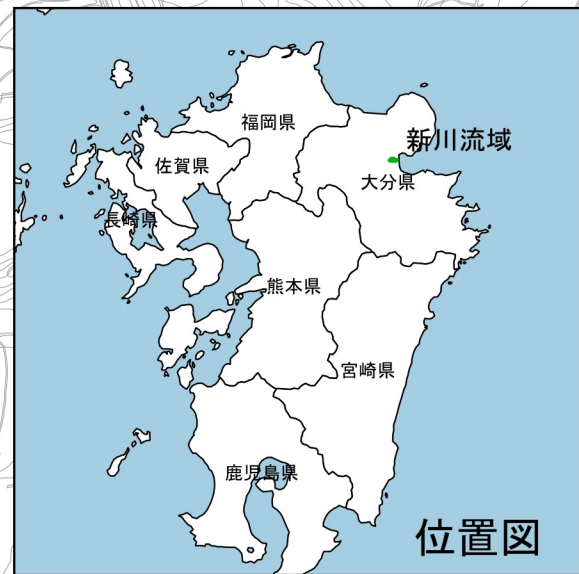 福岡県
新川流域
佐賀県
大分県
長崎県
熊本県
宮崎県
鹿児島県
位置図